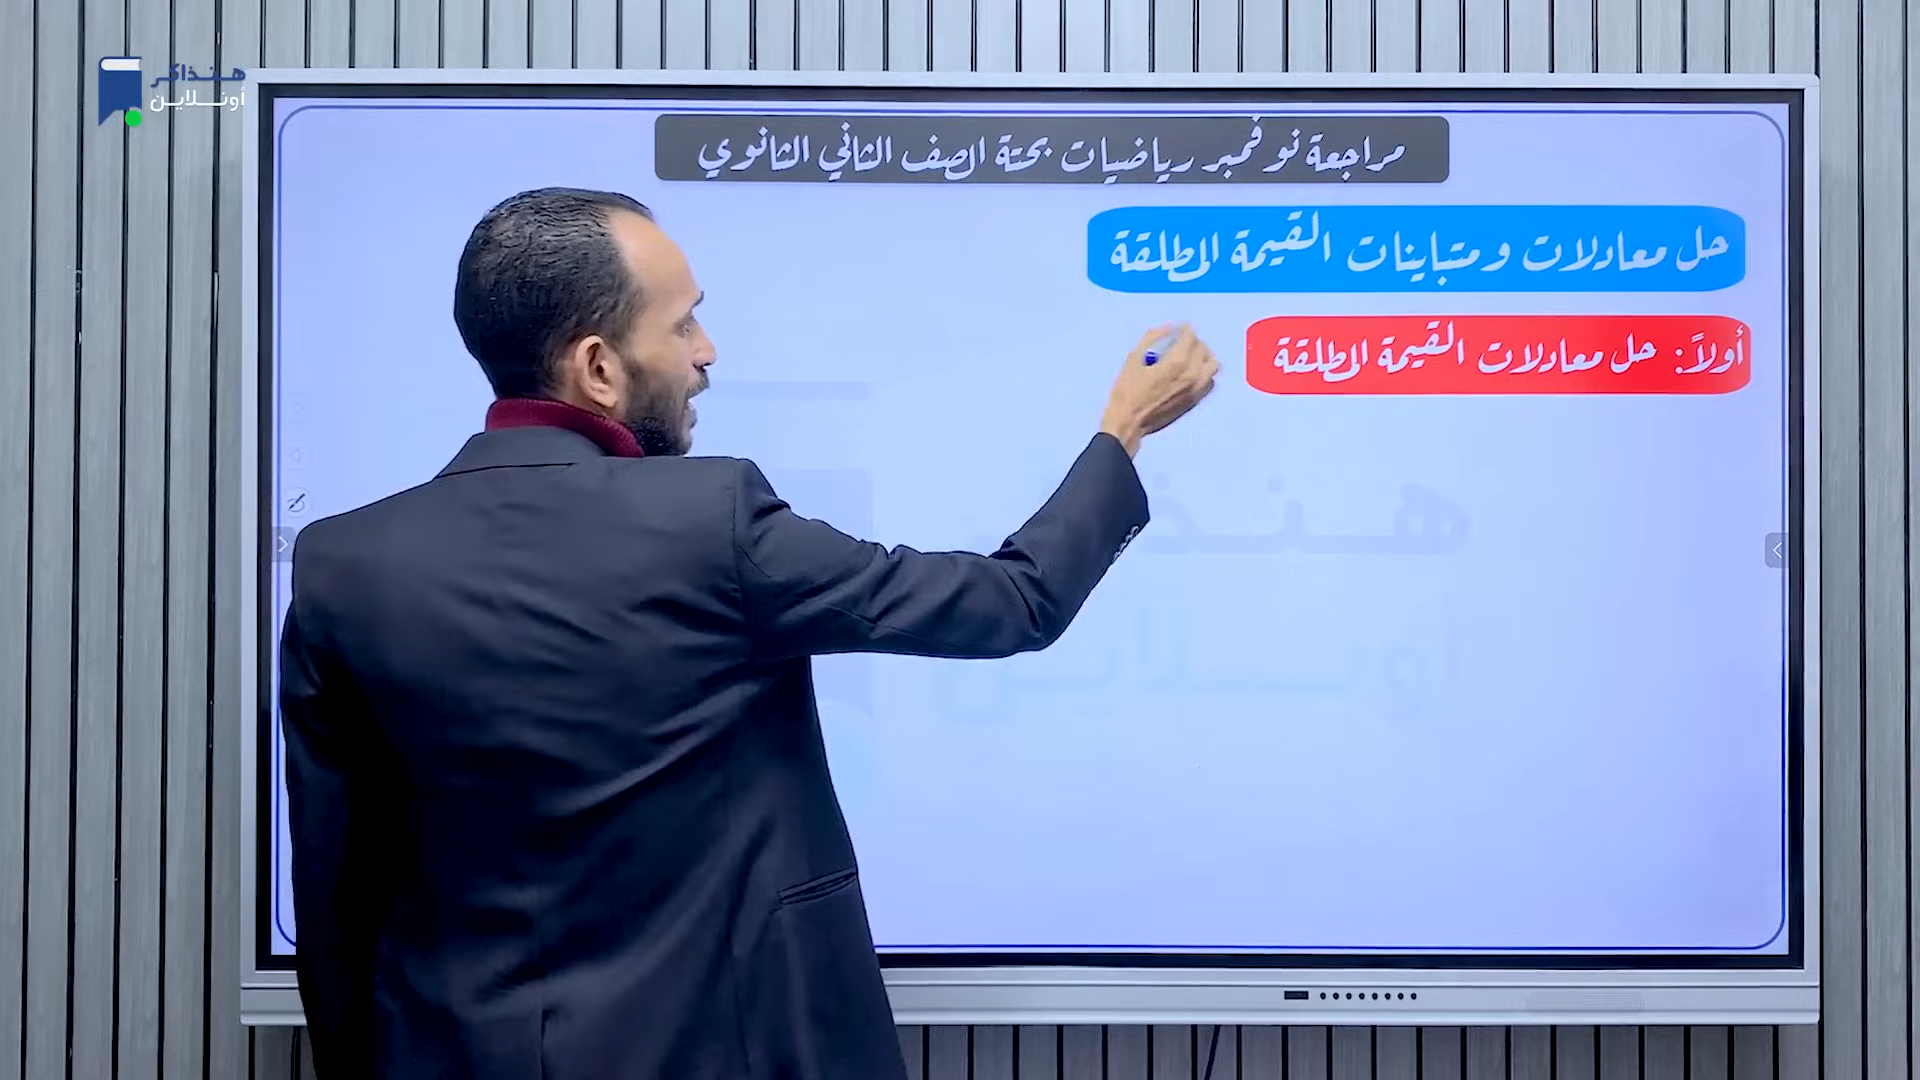 هنذاكر
أونلاين
مراجعة نوفمبر رياضيات بحتة الصف الثاني الثانوي
حل معادلات ومتباينات القيمة المطلقة
أولاً: حل معادلات القيمة المطلقة